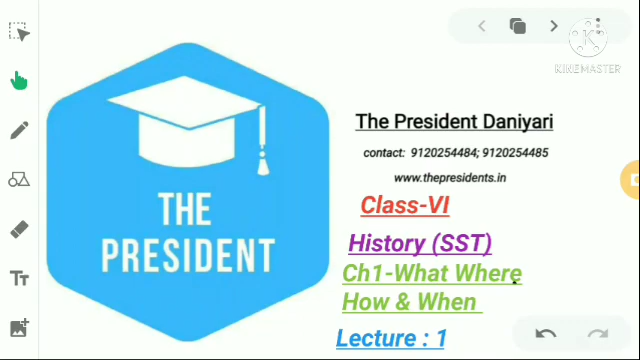 KINEMASTER
THE
PRESIDENT
The President Daniyari
contact: 9120254484; 9120254485
www.thepresidents.in
Class-VI
History (SST)
Ch1-What Where
How & When
Lecture : 1
Tт